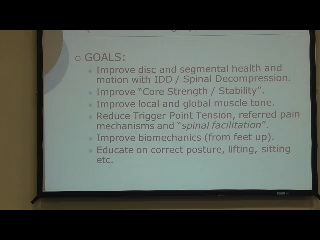 GOALS:
Improve disc and segmental health and
motion with IDD / Spinal Decompression.
Improve "Core Strength / Stability".
Improve local and global muscle tone.
Reduce Trigger Point Tension, referred pain
mechanisms and "spinal facilitation".
Improve biomechanics (from feet up).
Educate on correct posture, lifting, sitting
etc.